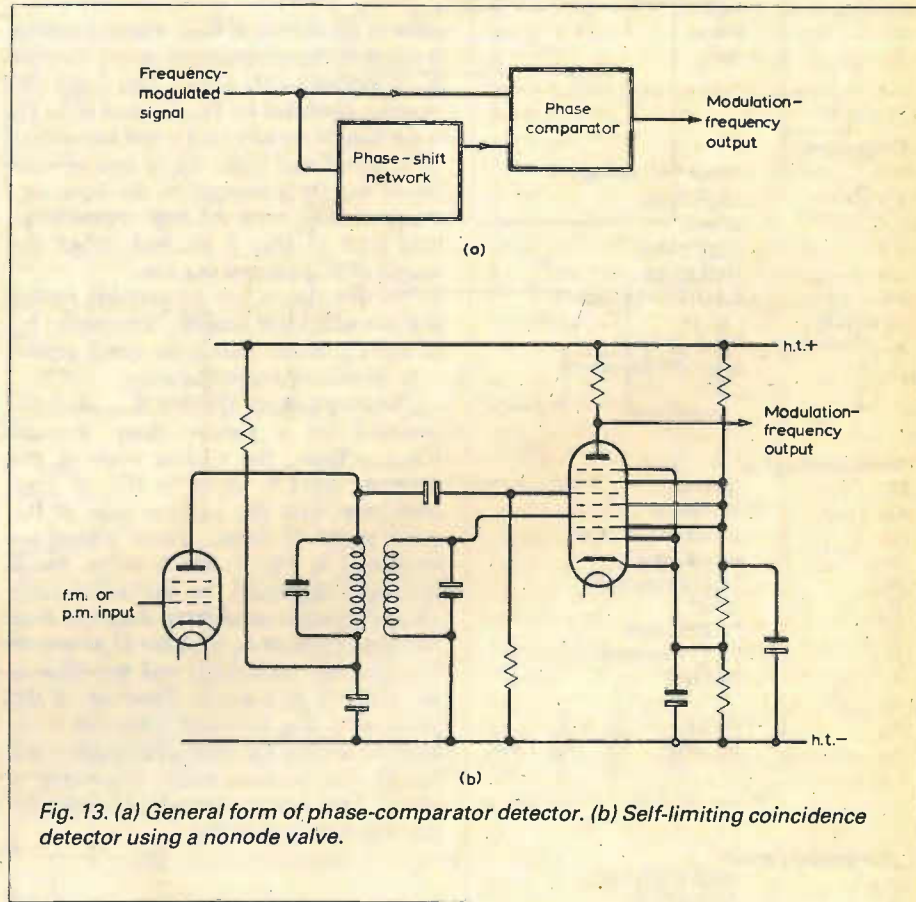 Frequency-
modulated
signal
Phase-shift
network
Phase
comparator
Modulation-
frequency
output
(a)
h.t.+
Modulation-
frequency
output
f.m. or
p.m. input
h.t.-
(b)
Fig. 13. (a) General form of phase-comparator detector. (b) Self-limiting coincidence
detector using a nonode valve.